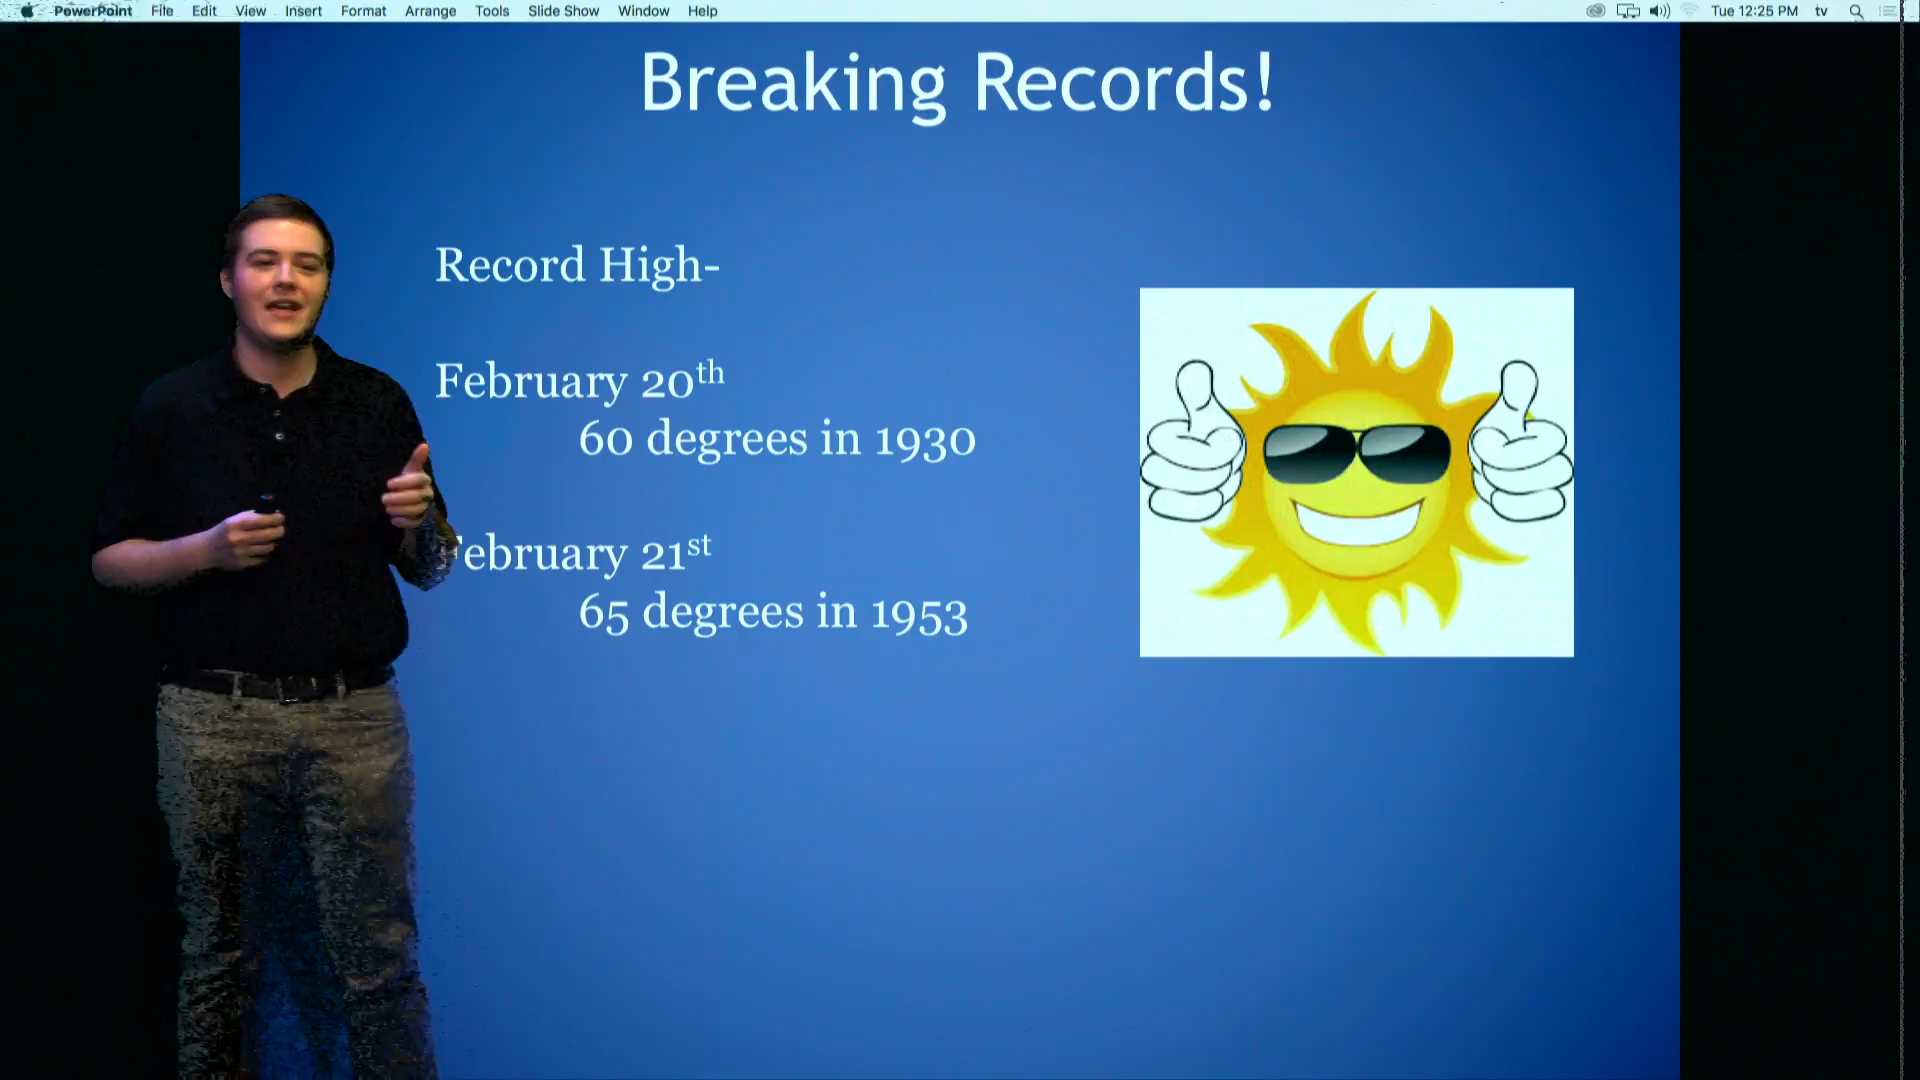 PowerPoint File Edit View Insert Format Arrange Tools Slide Show Window Help Tue 12:25 PM tv
Breaking Records!
Record High-
February 20th
60 degrees in 1930
February 21st
65 degrees in 1953